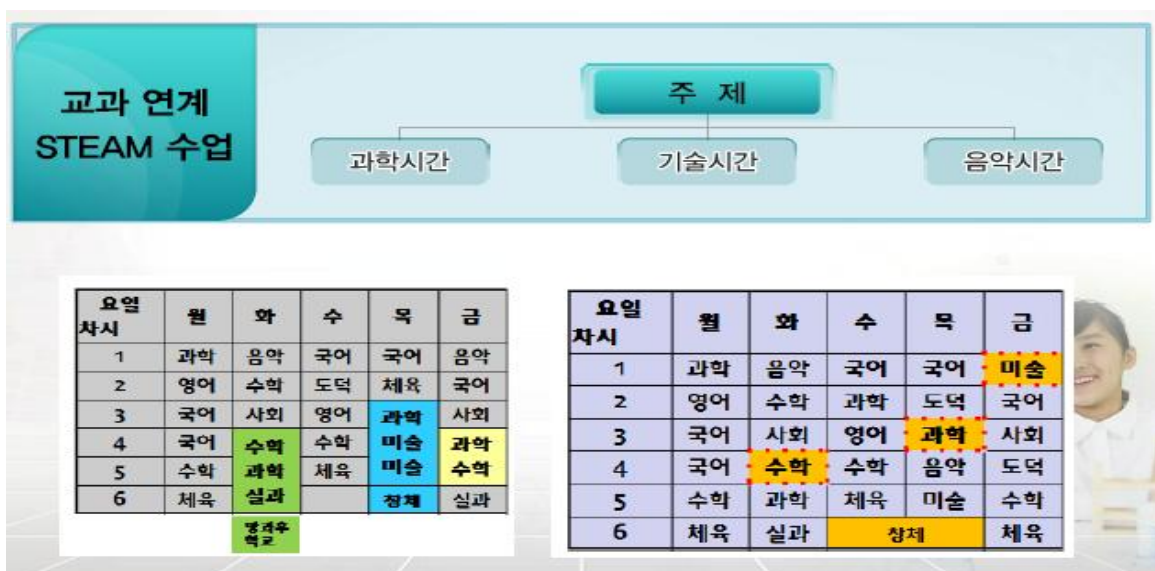 교과 연계
STEAM 수업
주 제
과학시간 기술시간 음악시간
요일
차시 월 화 수 목 금
1 과학 음악 국어 국어 음악
2 영어 수학 도덕 체육 국어
3 국어 사회 영어 과학 사회
4 국어 수학 수학 미술 과학
5 수학 과학 체육 미술 수학
6 체육 실과 창체 실과
방과후
학교
요일
차시 월 화 수 목 금
1 과학 음악 국어 국어 미술
2 영어 수학 과학 도덕 국어
3 국어 사회 영어 과학 사회
4 국어 수학 수학 음악 도덕
5 수학 과학 체육 미술 수학
6 체육 실과 창체 체육